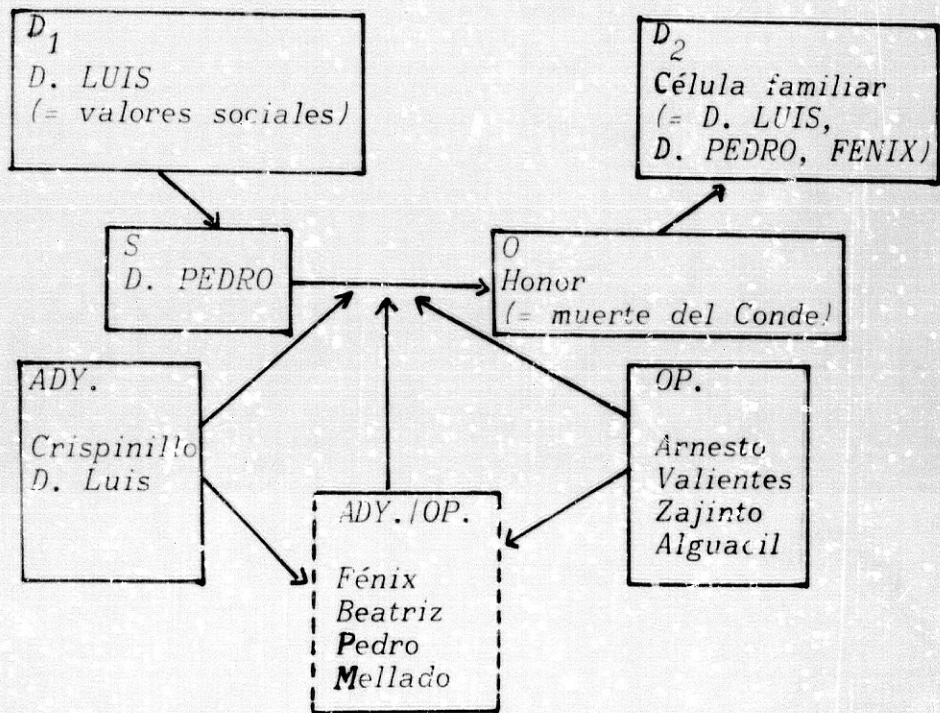 D1
D. LUIS
(= valores sociales)
D2
Célula familiar
(= D. LUIS,
D. PEDRO, FENIX)
S
D. PEDRO
O
Honor
(= muerte del Conde)
ADY.
Crispinillo
D. Luis
ADY./OP.
Fénix
Beatriz
Pedro
Mellado
OP.
Arnesto
Valientes
Zajinto
Alguacil